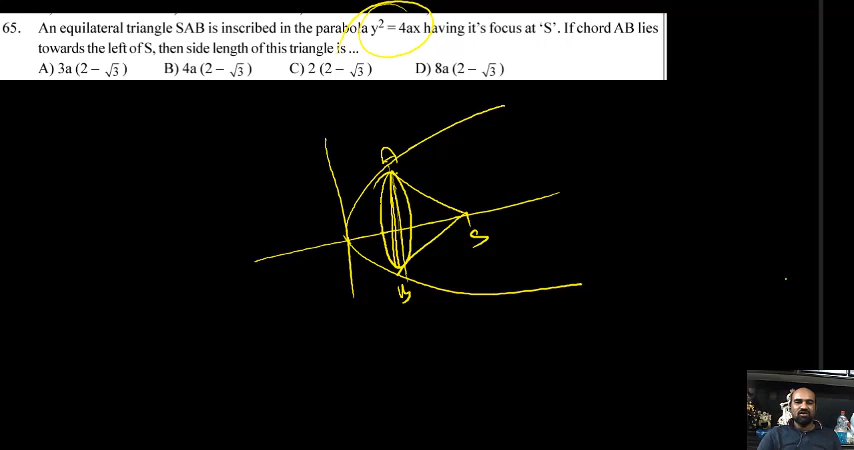 65. An equilateral triangle SAB is inscribed in the parabola y² = 4ax having it's focus at ‘S’. If chord AB lies
towards the left of S, then side length of this triangle is ...
A) 3a (2 – √3) B) 4a (2 – √3) C) 2 (2 – √3) D) 8a (2 – √3)
A
S
B